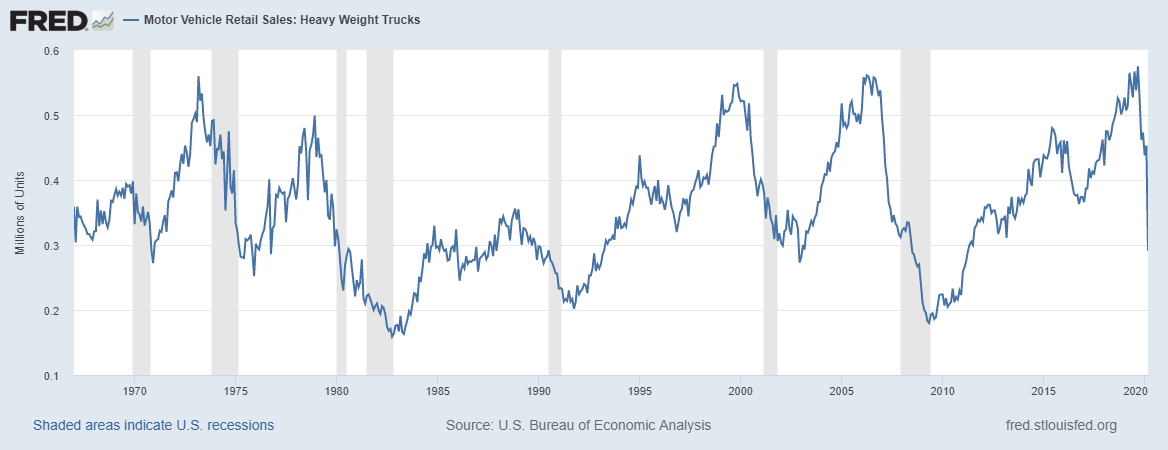 FRED
Motor Vehicle Retail Sales: Heavy Weight Trucks
Millions of Units
0.6
0.5
0.4
0.3
0.2
0.1
1970 1975 1980 1985 1990 1995 2000 2005 2010 2015 2020
Shaded areas indicate U.S. recessions Source: U.S. Bureau of Economic Analysis fred.stlouisfed.org